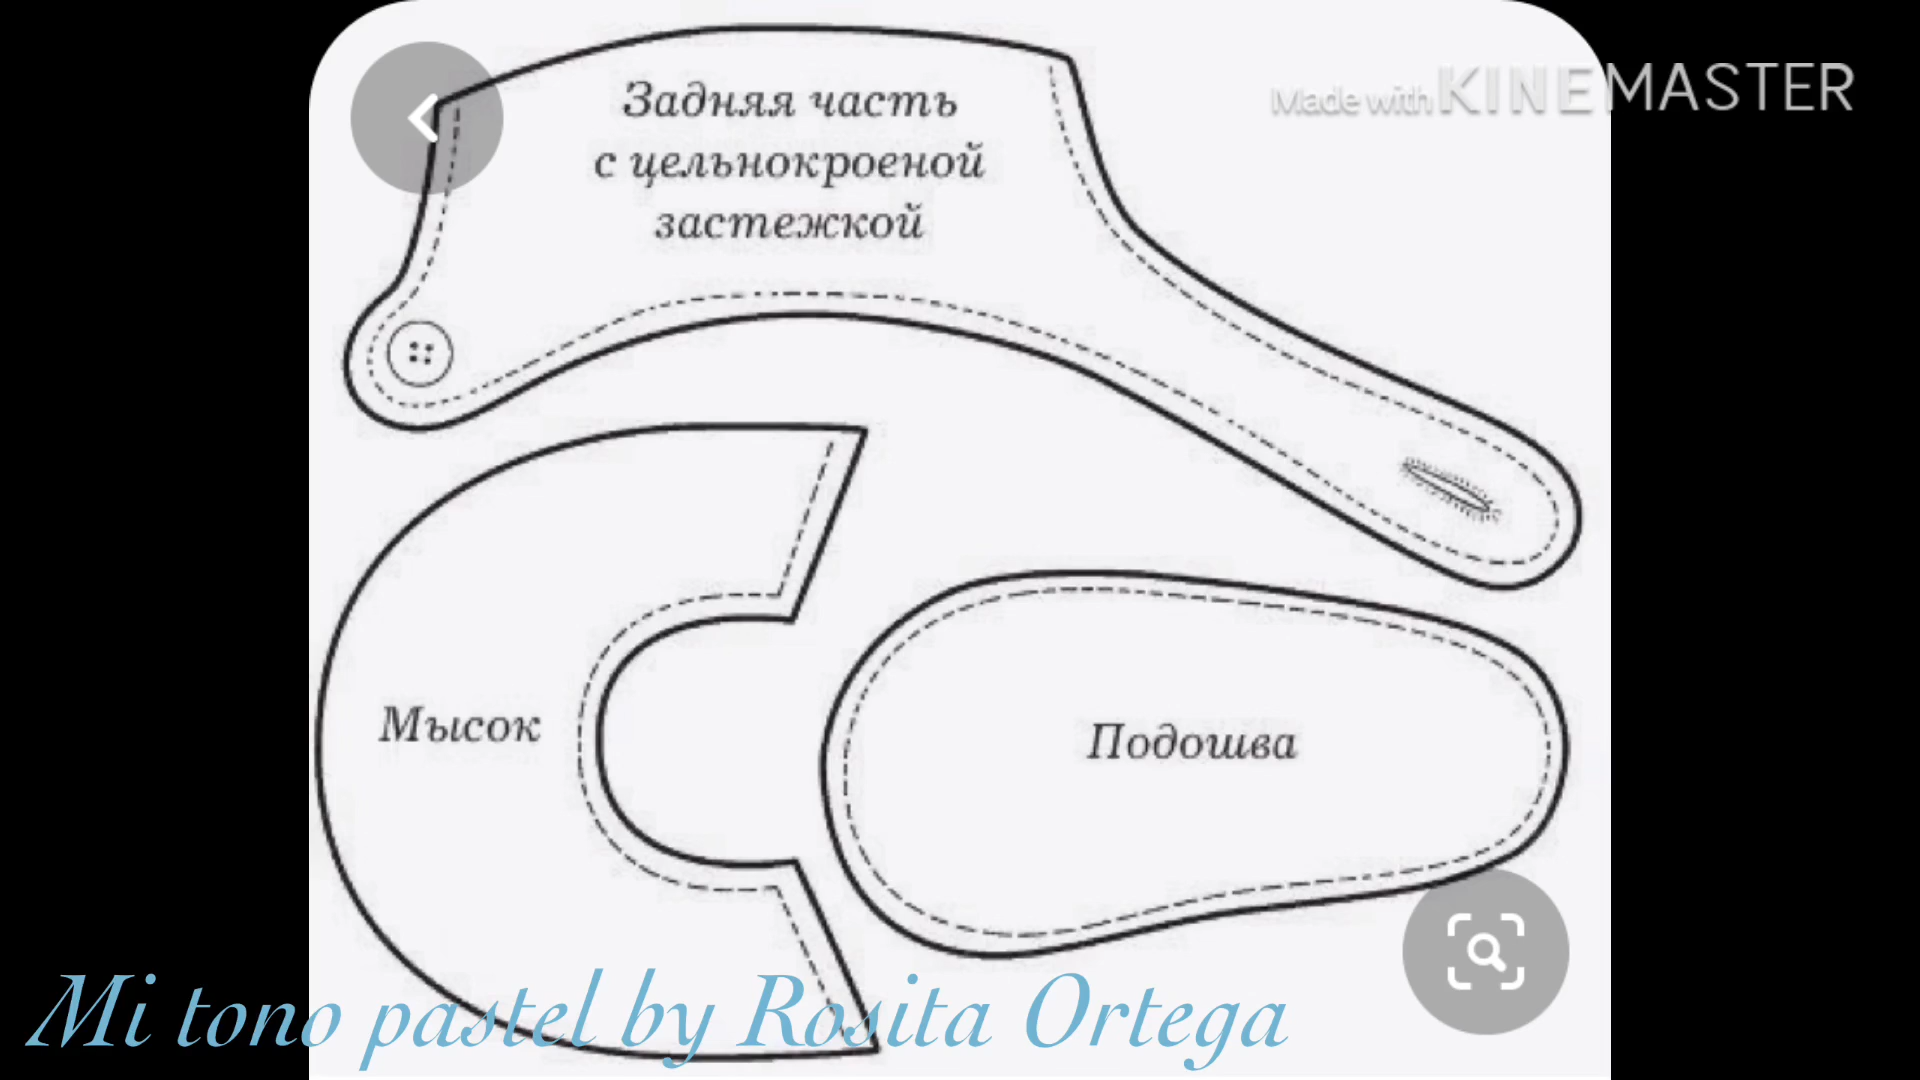 Задняя часть
с цельнокроеной
застежкой
Made with KINEMASTER
Мысок
Подошва
Mi tono pastel by Rosita Ortega